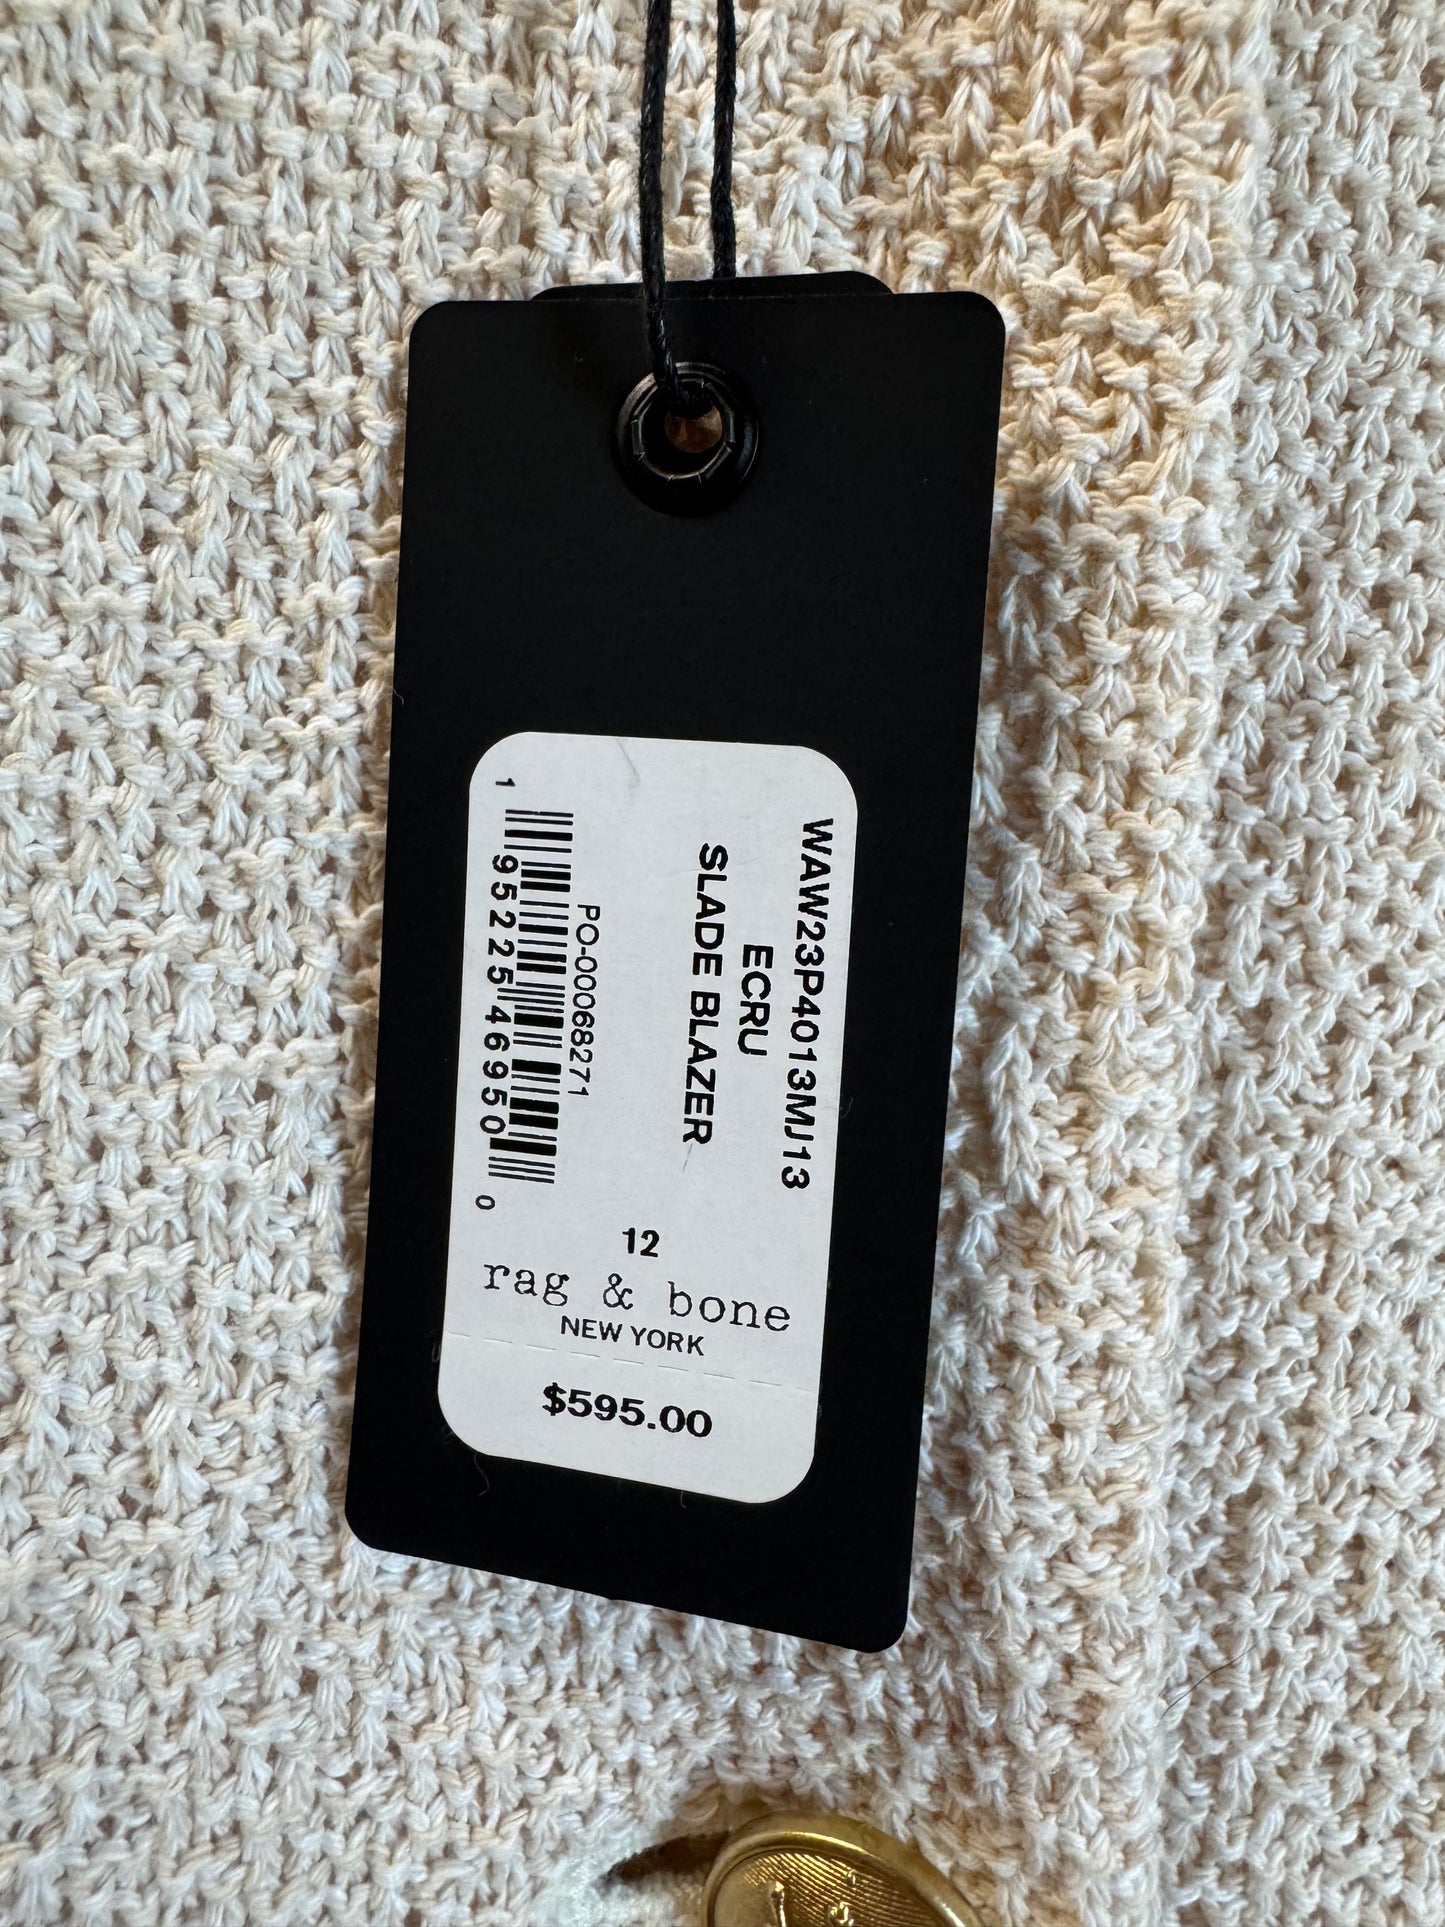 WAW23P4013MJ13
ECRU
SLADE BLAZER
PO-00068271
1 95225 46950 0
12
rag & bone
NEW YORK
$595.00